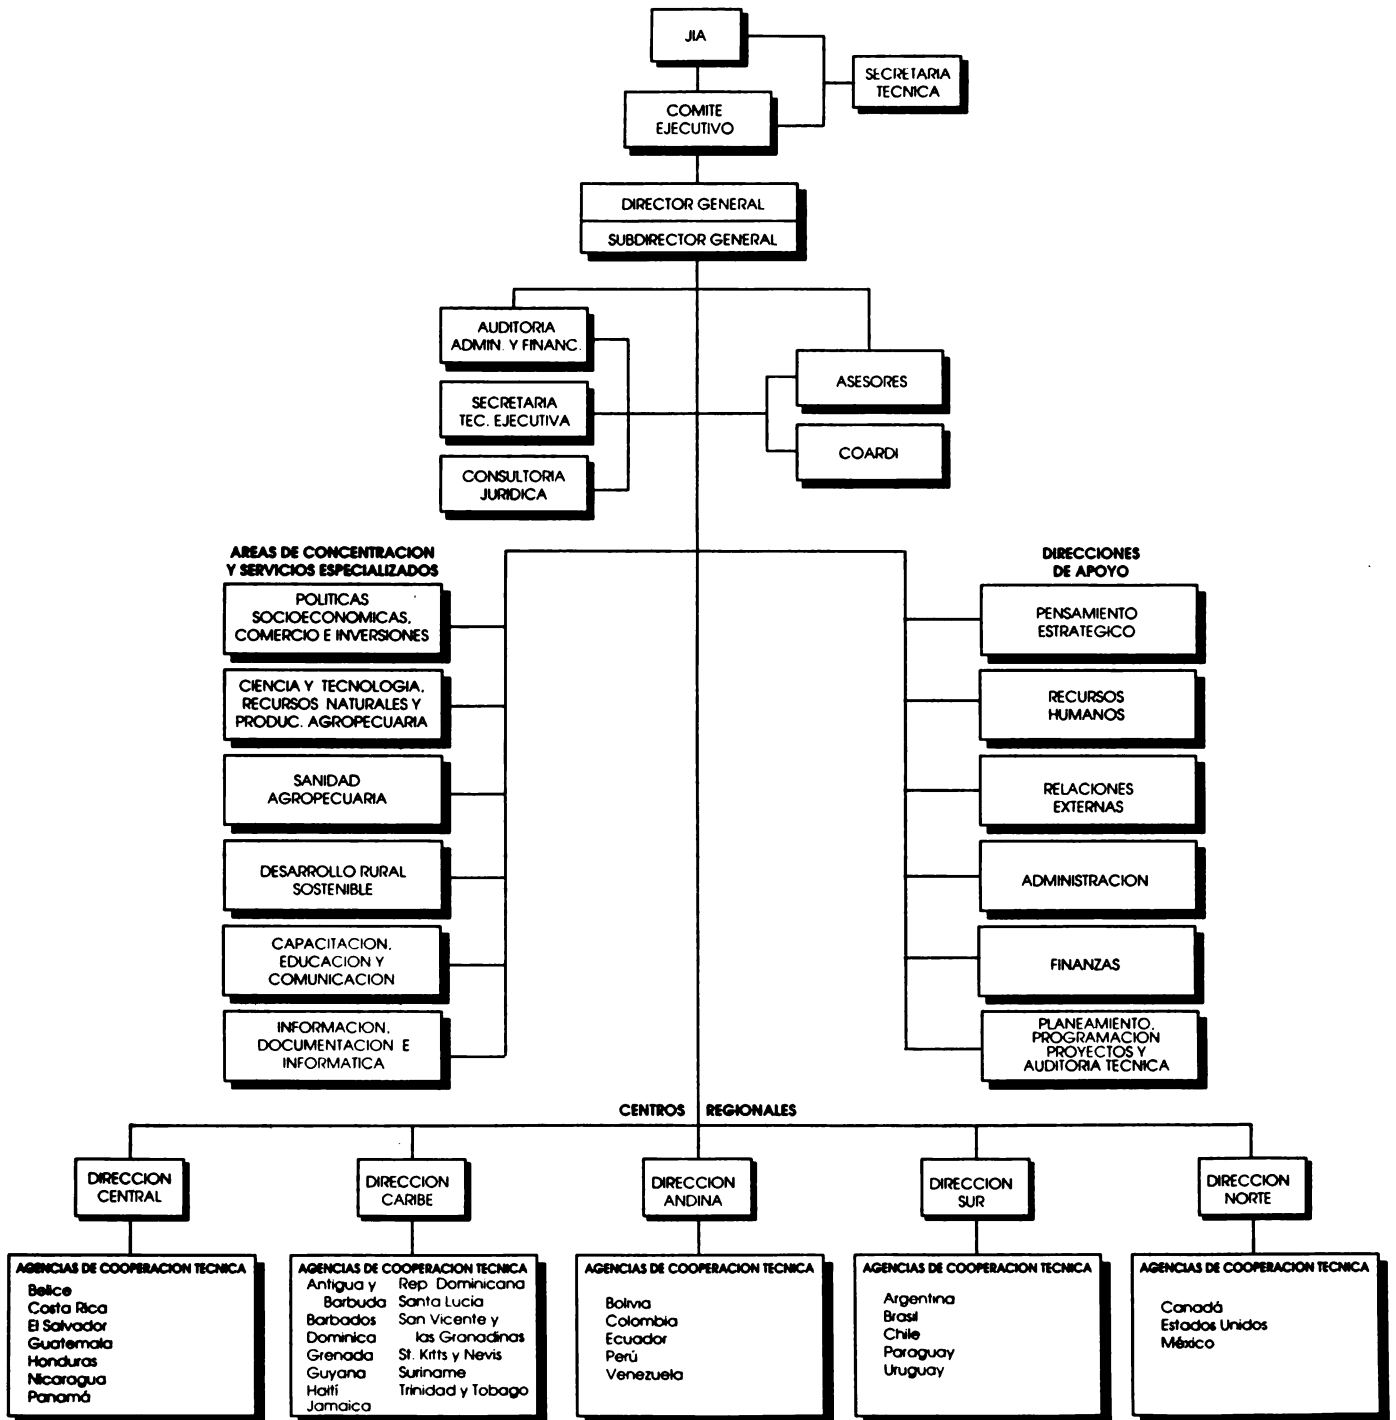 JIA
SECRETARIA
TECNICA
COMITE
EJECUTIVO
DIRECTOR GENERAL
SUBDIRECTOR GENERAL
AUDITORIA
ADMIN. Y FINANC.
SECRETARIA
TEC. EJECUTIVA
CONSULTORIA
JURIDICA
ASESORES
COARDI
AREAS DE CONCENTRACION
Y SERVICIOS ESPECIALIZADOS
POLITICAS
SOCIOECONOMICAS,
COMERCIO E INVERSIONES
CIENCIA Y TECNOLOGIA,
RECURSOS NATURALES Y
PRODUC. AGROPECUARIA
SANIDAD
AGROPECUARIA
DESARROLLO RURAL
SOSTENIBLE
CAPACITACION,
EDUCACION Y
COMUNICACION
INFORMACION,
DOCUMENTACION E
INFORMATICA
DIRECCIONES
DE APOYO
PENSAMIENTO
ESTRATEGICO
RECURSOS
HUMANOS
RELACIONES
EXTERNAS
ADMINISTRACION
FINANZAS
PLANEAMIENTO,
PROGRAMACION
PROYECTOS Y
AUDITORIA TECNICA
CENTROS REGIONALES
DIRECCION
CENTRAL
AGENCIAS DE COOPERACION TECNICA
Belice
Costa Rica
El Salvador
Guatemala
Honduras
Nicaragua
Panamá
DIRECCION
CARIBE
AGENCIAS DE COOPERACION TECNICA
Antigua y
Barbuda
Barbados
Dominica
Grenada
Guyana
Haití
Jamaica
Rep Dominicana
Santa Lucia
San Vicente y
las Granadinas
St. Kitts y Nevis
Suriname
Trinidad y Tobago
DIRECCION
ANDINA
AGENCIAS DE COOPERACION TECNICA
Bolivia
Colombia
Ecuador
Perú
Venezuela
DIRECCION
SUR
AGENCIAS DE COOPERACION TECNICA
Argentina
Brasil
Chile
Paraguay
Uruguay
DIRECCION
NORTE
AGENCIAS DE COOPERACION TECNICA
Canadá
Estados Unidos
México